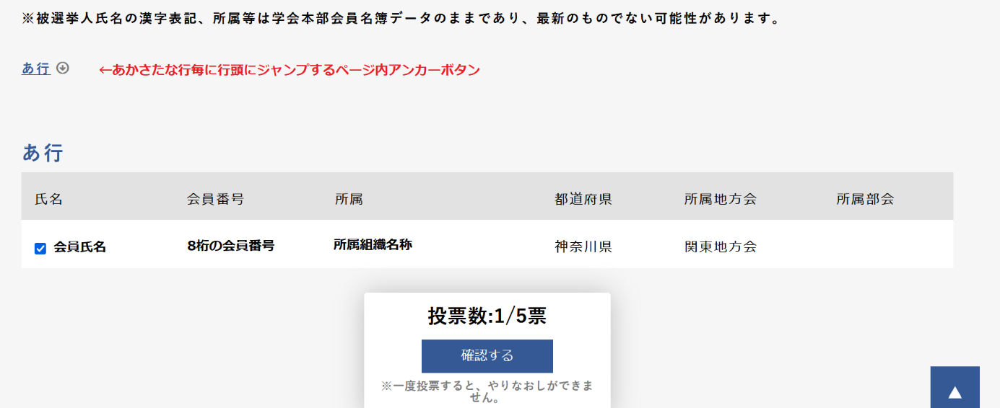 ※被選挙人氏名の漢字表記、所属等は学会本部会員名簿データのままであり、最新のものでない可能性があります。
あ行 ←あかさたな行毎に行頭にジャンプするページ内アンカーボタン
あ行
氏名 会員番号 所属 都道府県 所属地方会 所属部会
会員氏名 8桁の会員番号 所属組織名称 神奈川県 関東地方会
投票数:1/5票
確認する
※一度投票すると、やりなおしができま
せん。
▲